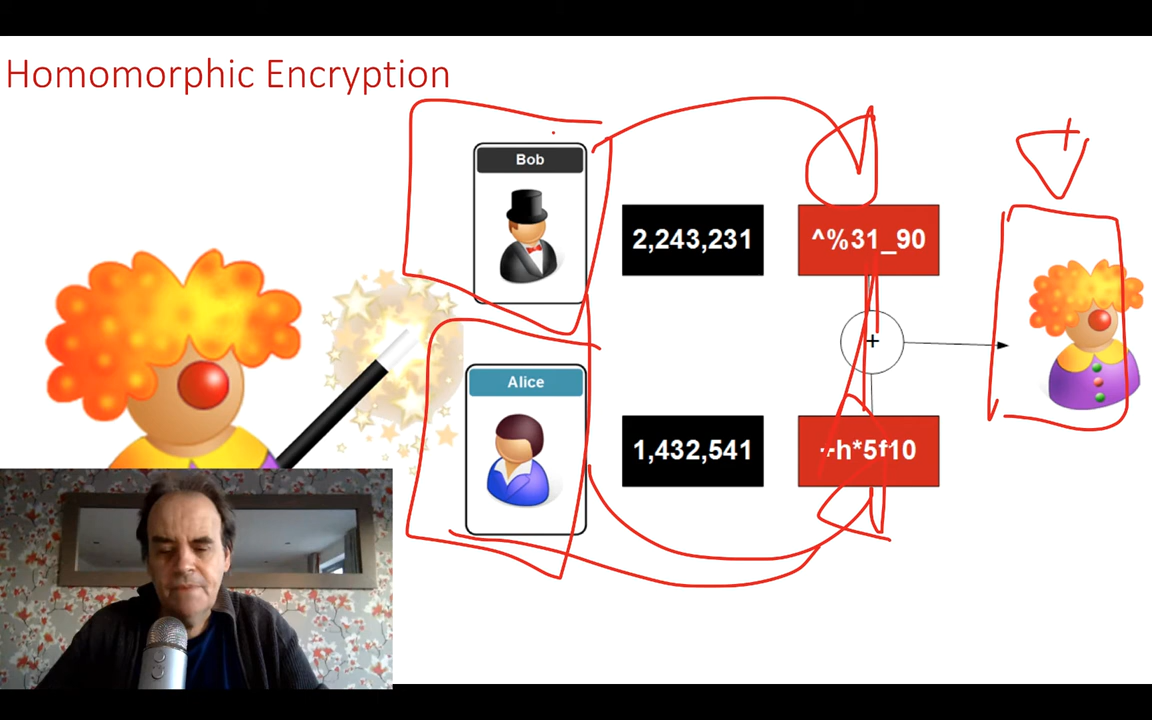 Homomorphic Encryption
Bob
2,243,231
^%31_90
+
+
Alice
1,432,541
h*5f10